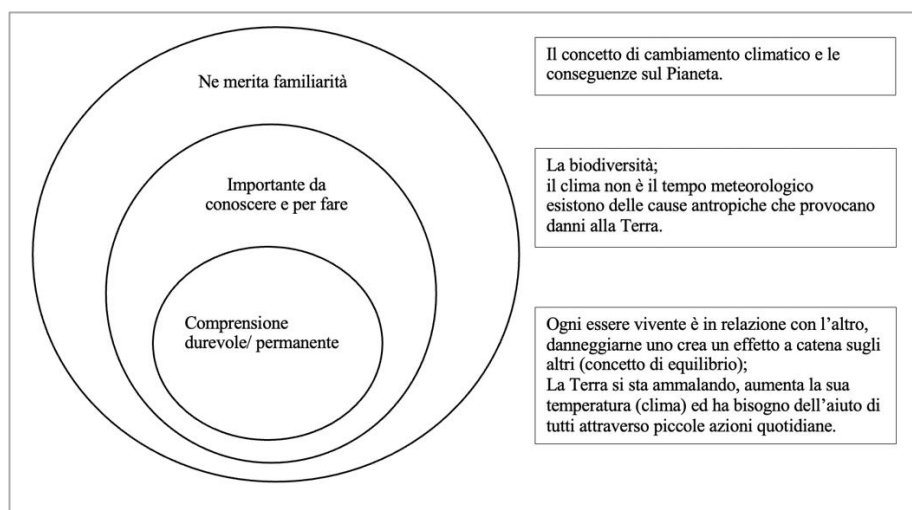 Ne merita familiarità
Il concetto di cambiamento climatico e le
conseguenze sul Pianeta.
Importante da
conoscere e per fare
La biodiversità;
il clima non è il tempo meteorologico
esistono delle cause antropiche che provocano
danni alla Terra.
Comprensione
durevole/ permanente
Ogni essere vivente è in relazione con l’altro,
danneggiarne uno crea un effetto a catena sugli
altri (concetto di equilibrio);
La Terra si sta ammalando, aumenta la sua
temperatura (clima) ed ha bisogno dell’aiuto di
tutti attraverso piccole azioni quotidiane.